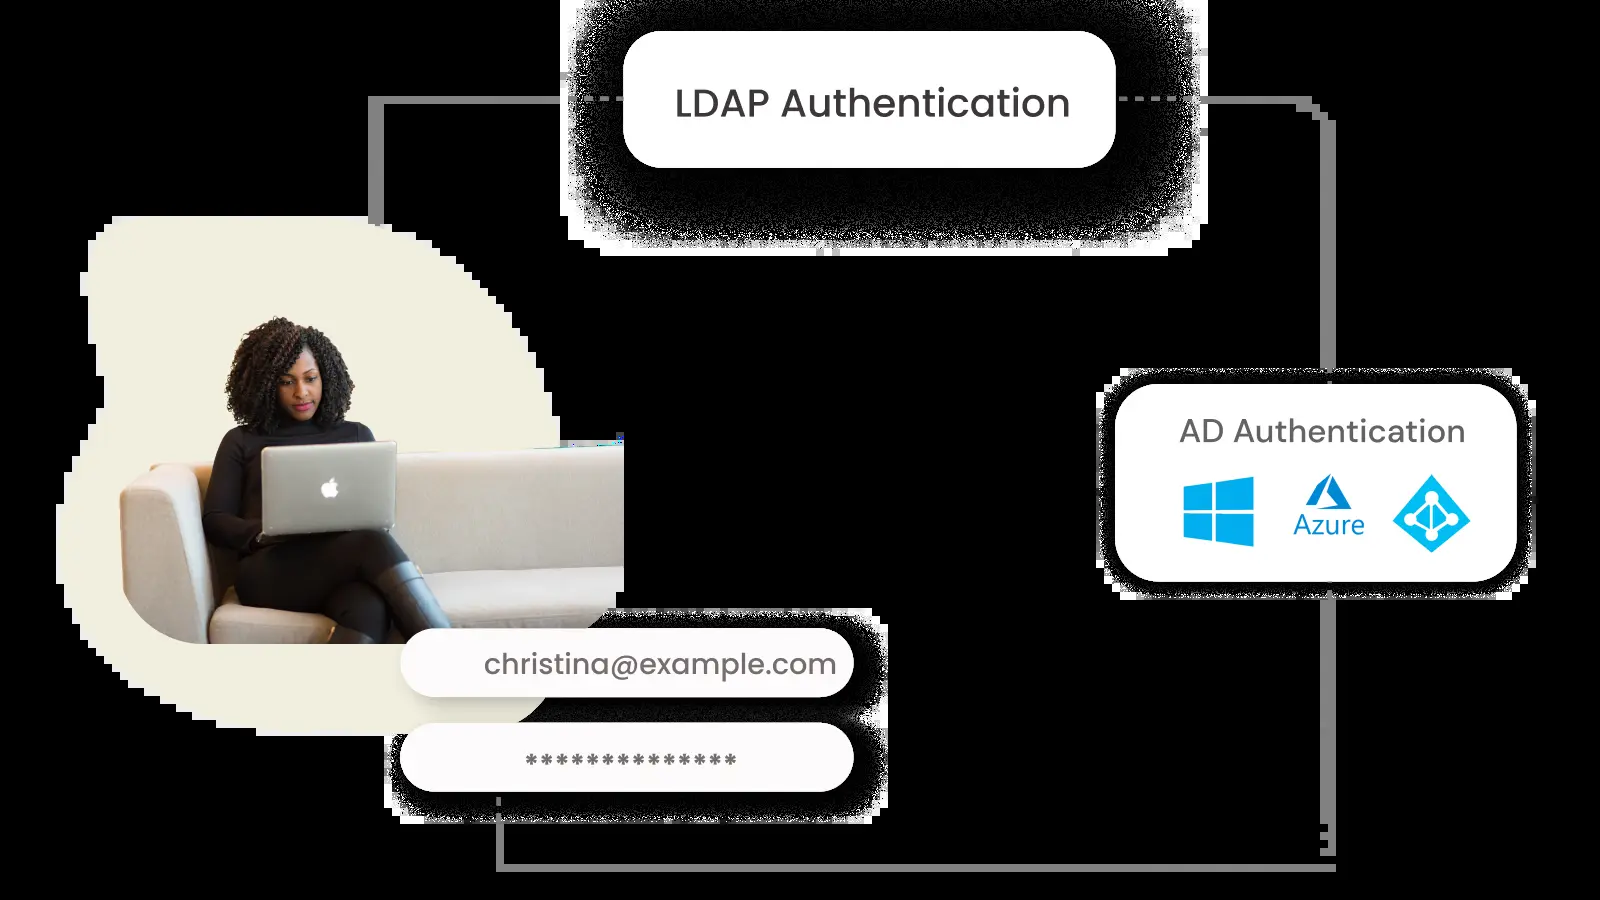 LDAP Authentication
AD Authentication
Azure
christina@example.com
**************